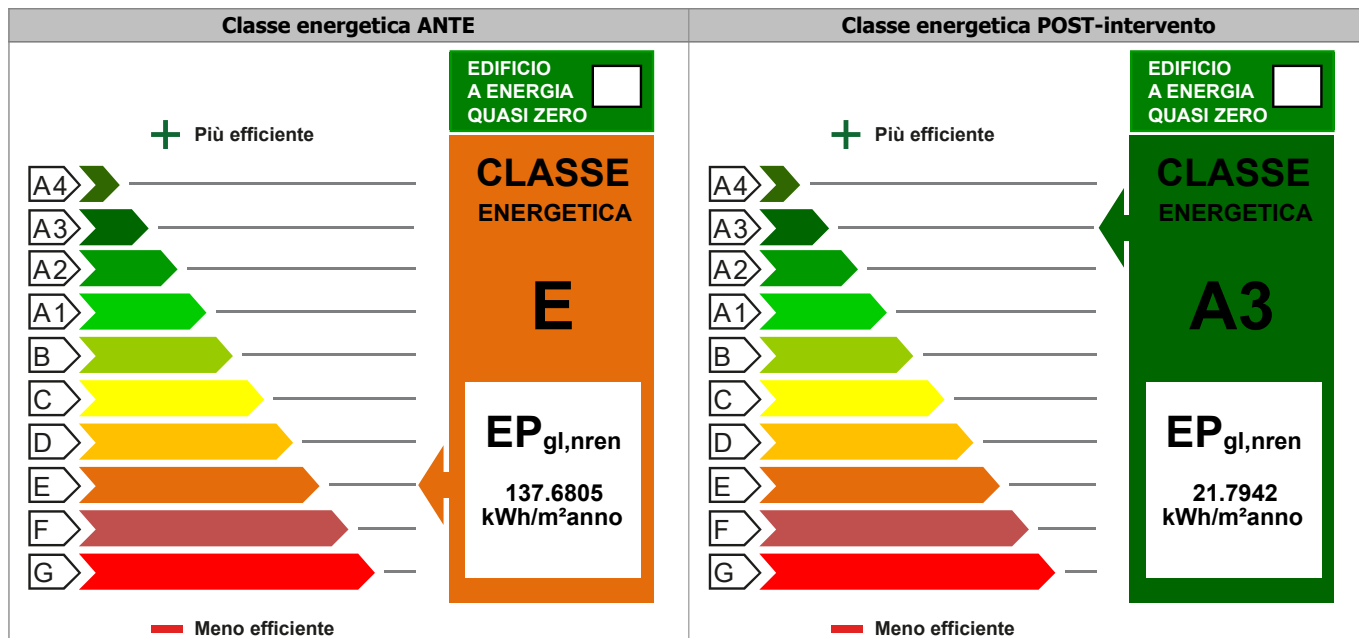 Classe energetica ANTE
Classe energetica POST-intervento
EDIFICIO
A ENERGIA
QUASI ZERO
Più efficiente
CLASSE
ENERGETICA
A4
A3
A2
A1
B
C
D
E
F
G
E
EPgl,nren
137.6805
kWh/m²anno
Meno efficiente
EDIFICIO
A ENERGIA
QUASI ZERO
Più efficiente
CLASSE
ENERGETICA
A4
A3
A2
A1
B
C
D
E
F
G
A3
EPgl,nren
21.7942
kWh/m²anno
Meno efficiente